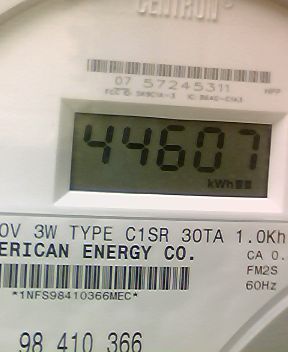 CENTRON®
07 57245311
44607
kWh
0V 3W TYPE C1SR 30TA 1.0Kh
ERICAN ENERGY CO.
CA 0.
FM2S
*1NFS98410366MEC*
60Hz
98 410 366